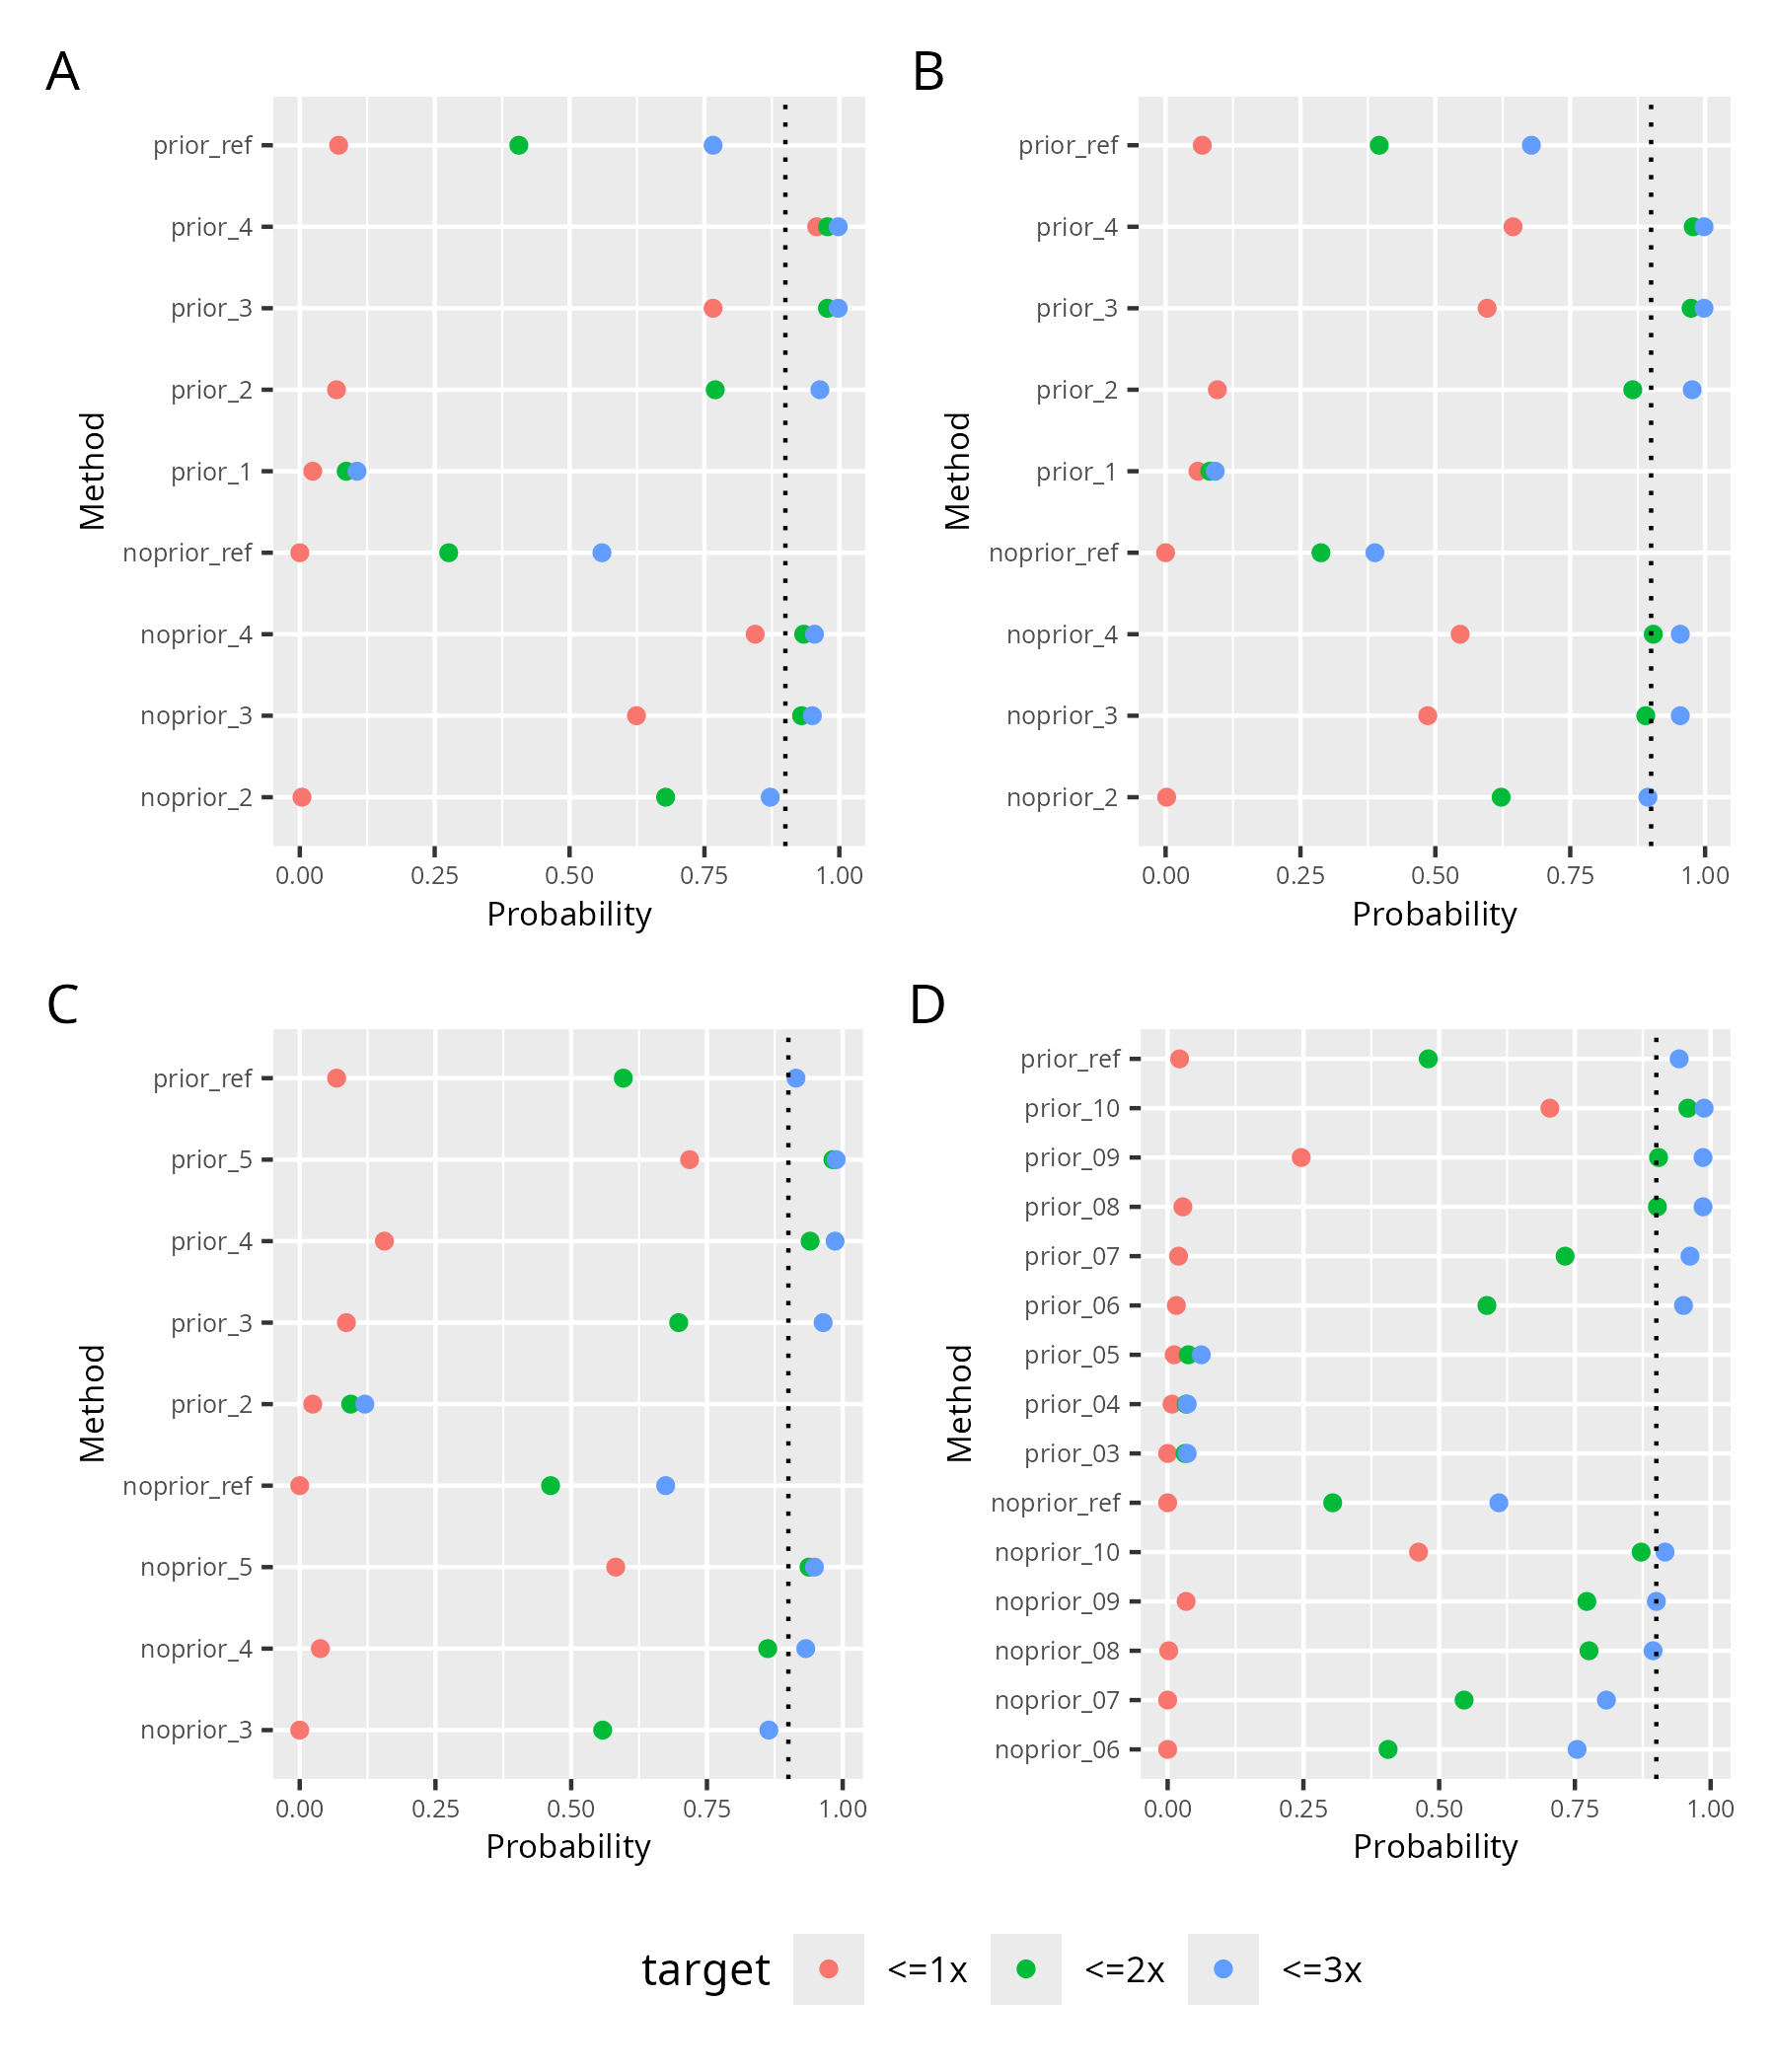 A
prior_ref
prior_4
prior_3
prior_2
prior_1
noprior_ref
noprior_4
noprior_3
noprior_2
Method
0.00 0.25 0.50 0.75 1.00
Probability
B
prior_ref
prior_4
prior_3
prior_2
prior_1
noprior_ref
noprior_4
noprior_3
noprior_2
Method
0.00 0.25 0.50 0.75 1.00
Probability
C
prior_ref
prior_5
prior_4
prior_3
prior_2
noprior_ref
noprior_5
noprior_4
noprior_3
Method
0.00 0.25 0.50 0.75 1.00
Probability
D
prior_ref
prior_10
prior_09
prior_08
prior_07
prior_06
prior_05
prior_04
prior_03
noprior_ref
noprior_10
noprior_09
noprior_08
noprior_07
noprior_06
Method
0.00 0.25 0.50 0.75 1.00
Probability
target <=1x <=2x <=3x